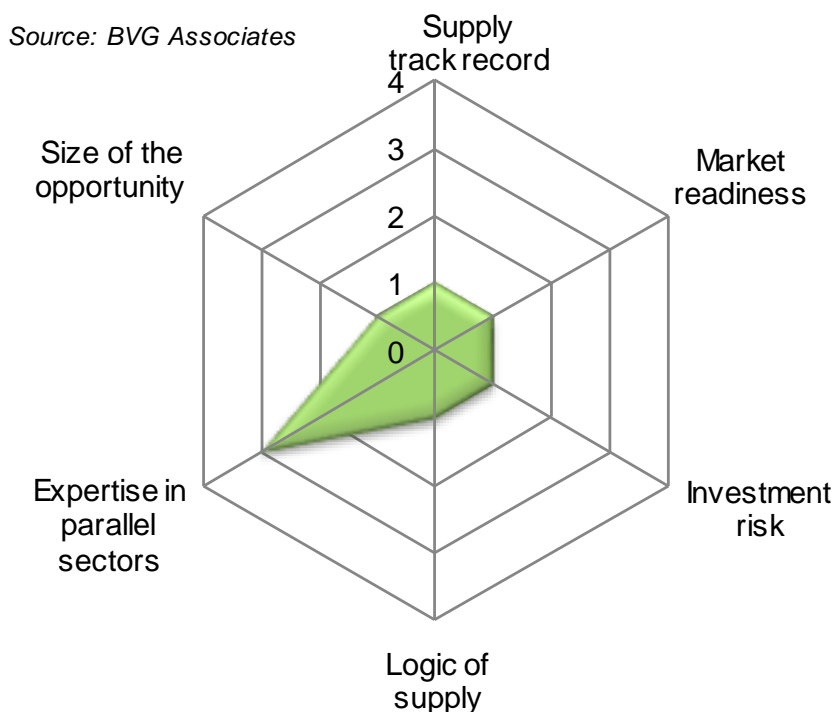 Source: BVG Associates
Supply
track record
4
3
2
1
0
Size of the
opportunity
Market
readiness
Expertise in
parallel
sectors
Investment
risk
Logic of
supply